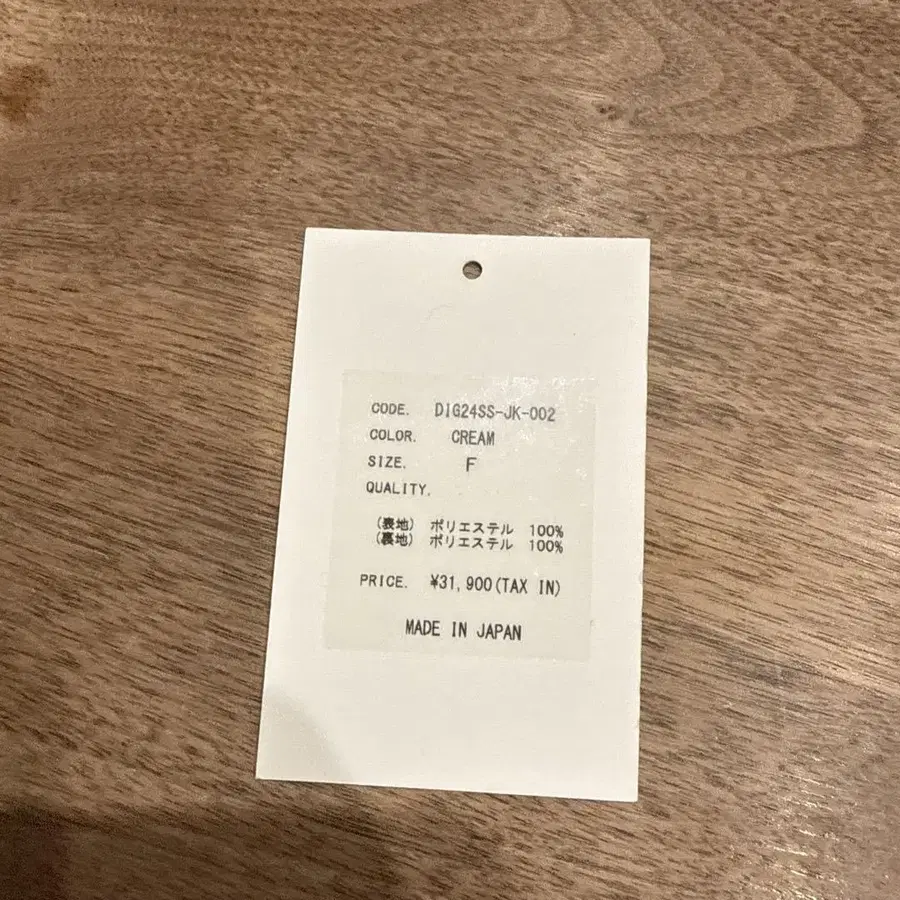 CODE. DIG24SS-JK-002
COLOR. CREAM
SIZE. F
QUALITY.
(表地) ポリエステル 100%
(裏地) ポリエステル 100%
PRICE. ¥31,900(TAX IN)
MADE IN JAPAN